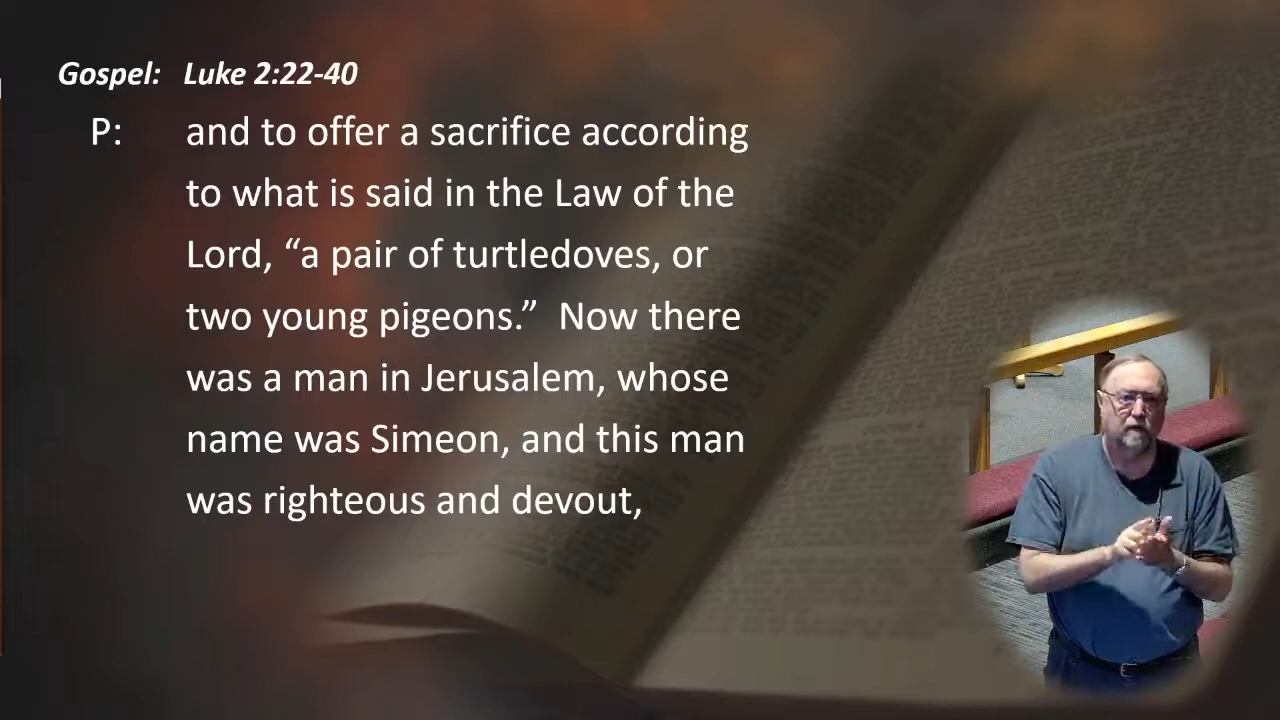 Gospel: Luke 2:22-40
P: and to offer a sacrifice according
to what is said in the Law of the
Lord, “a pair of turtledoves, or
two young pigeons.” Now there
was a man in Jerusalem, whose
name was Simeon, and this man
was righteous and devout,